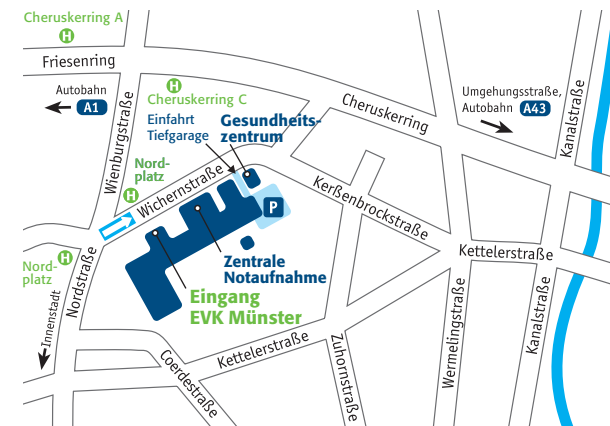 Cheruskerring A
H
Friesenring
Autobahn
A1
H
Cheruskerring C
Einfahrt
Tiefgarage
Gesundheits-
zentrum
Cheruskerring
Umgehungsstraße,
Autobahn A43
Kanalstraße
Wienburgstraße
Nord-
platz
H
Wichernstraße
Kerßenbrockstraße
P
Kettelerstraße
Zentrale
Notaufnahme
Nord-
platz
H
Nordstraße
Eingang
EVK Münster
Innenstadt
Kettelerstraße
Coerdestraße
Zuhornstraße
Wermelingstraße
Kanalstraße